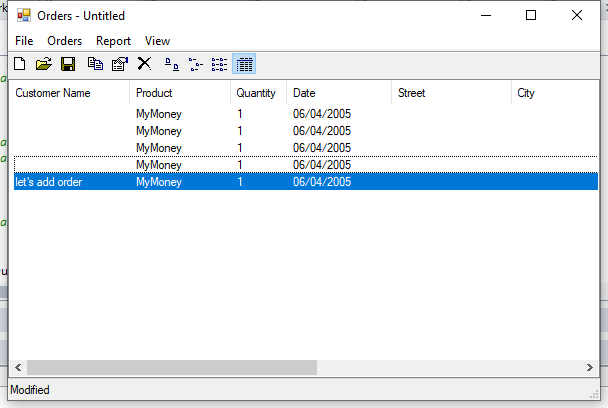 Orders - Untitled
File Orders Report View
Customer Name Product Quantity Date Street City
MyMoney 1 06/04/2005
MyMoney 1 06/04/2005
MyMoney 1 06/04/2005
MyMoney 1 06/04/2005
let's add order MyMoney 1 06/04/2005
Modified